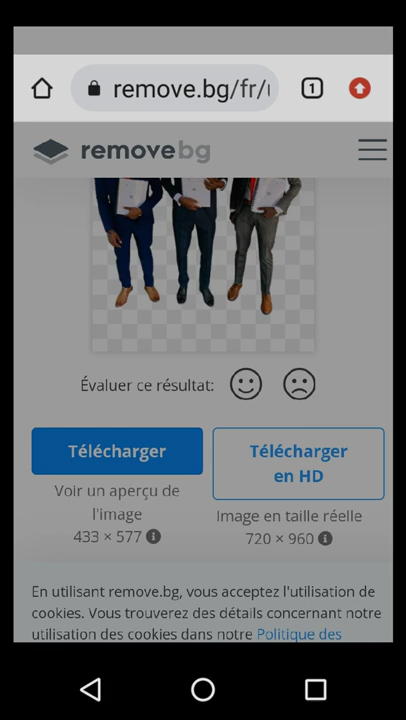 remove.bg/fr/
1
removebg
Évaluer ce résultat:
Télécharger
Télécharger
en HD
Voir un aperçu de
l'image
433 × 577
Image en taille réelle
720 × 960
En utilisant remove.bg, vous acceptez l'utilisation de
cookies. Vous trouverez des détails concernant notre
utilisation des cookies dans notre Politique des